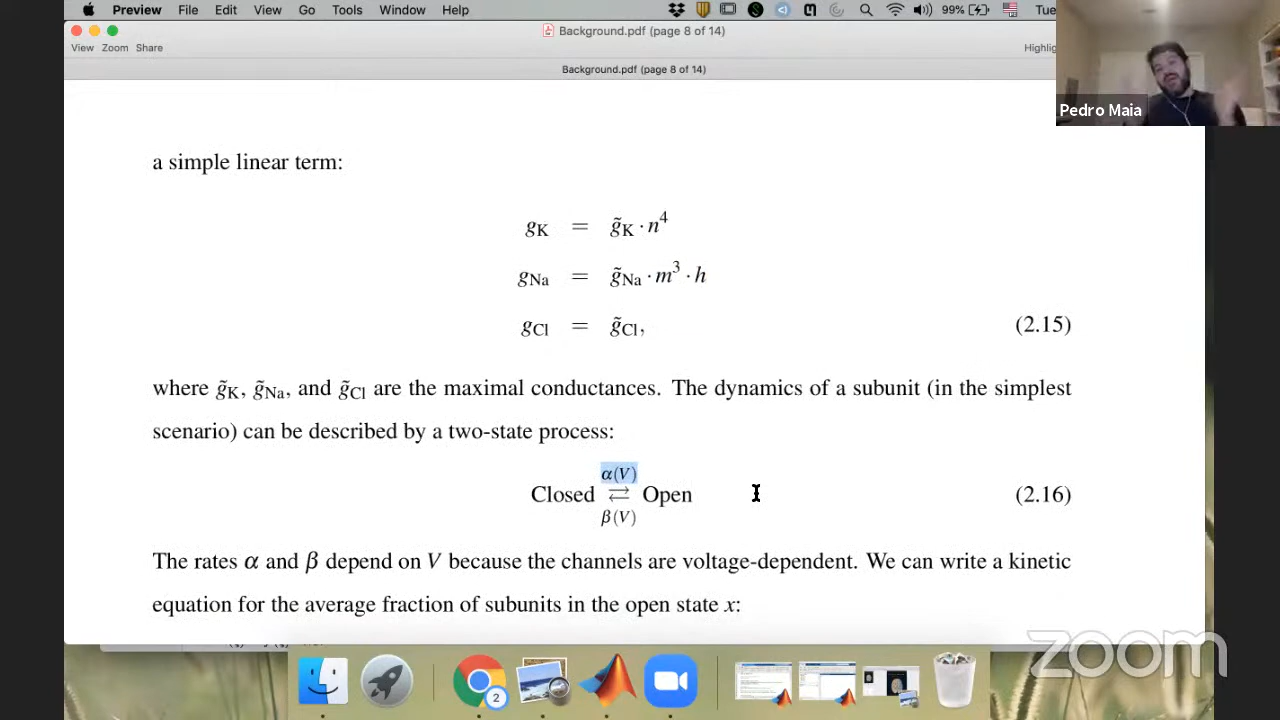 Preview File Edit View Go Tools Window Help 99% Tue
Background.pdf (page 8 of 14)
View Zoom Share
Background.pdf (page 8 of 14)
Pedro Maia
a simple linear term:
g_K = g̃_K · n^4
g_Na = g̃_Na · m^3 · h
g_Cl = g̃_Cl, (2.15)
where g̃_K, g̃_Na, and g̃_Cl are the maximal conductances. The dynamics of a subunit (in the simplest
scenario) can be described by a two-state process:
α(V)
Closed ⇄ Open (2.16)
β(V)
The rates α and β depend on V because the channels are voltage-dependent. We can write a kinetic
equation for the average fraction of subunits in the open state x:
2
zoom